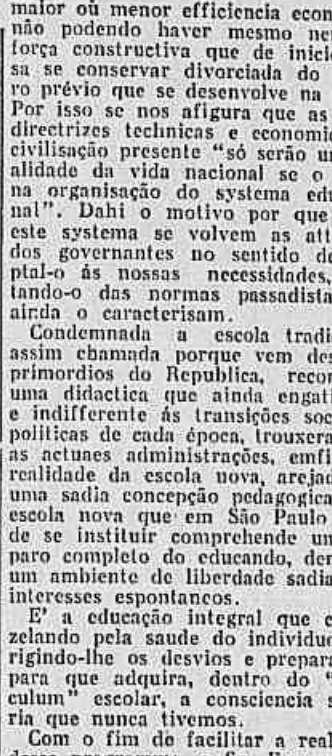 maior ou menor efficiencia econ
não podendo haver mesmo ne
força constructiva que de inicio
sa se conservar divorciada do
ro prévio que se desenvolve na
Por isso se nos afigura que as
directrizes technicas e economic
civilisação presente "só serão u
alidade da vida nacional se o
na organisação do systema edu
nal". Dahi o motivo por que
este systema se volvem as att
dos governantes no sentido de
ptal-o ás nossas necessidades,
tando-o das normas passadista
ainda o caracterisam.
Condemnada a escola tradi
assim chamada porque vem des
primordios do Republica, recor
uma didactica que ainda engati
e indifferente ás transições soc
politicas de cada época, trouxera
as actuaes administrações, emfi
realidade da escola nova, arejad
uma sadia concepção pedagogica
escola nova que em São Paulo
de se instituir comprehende um
paro completo do educando, den
um ambiente de liberdade sadia
interesses espontaneos.
E' a educação integral que c
zelando pela saude do individuo
rigindo-lhe os desvios e prepara
para que adquira, dentro do "
culum" escolar, a consciencia s
ria que nunca tivemos.
Com o fim de facilitar a real